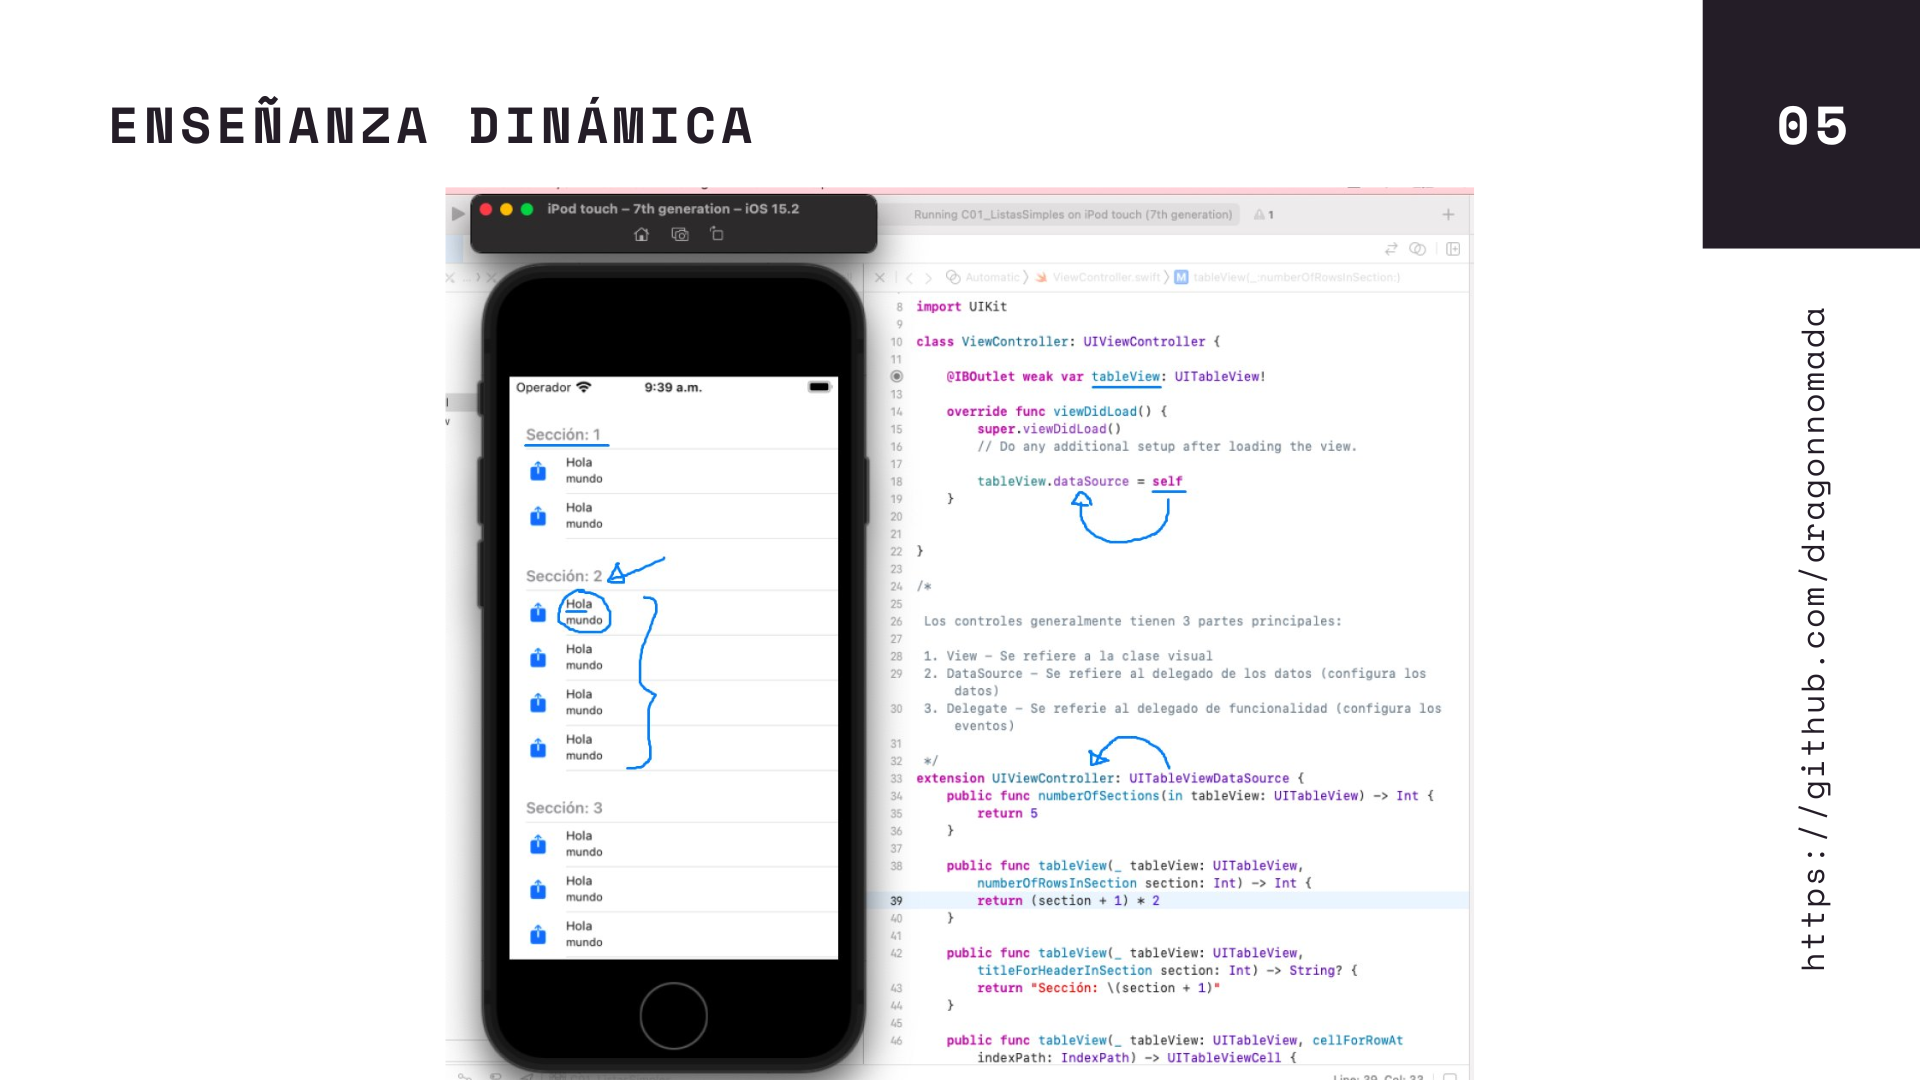 ENSEÑANZA DINÁMICA
05
https://github.com/dragonnomada
iPod touch – 7th generation – iOS 15.2
Running C01_ListasSimples on iPod touch (7th generation)
1
Automatic
ViewController.swift
M
tableView(_:numberOfRowsInSection:)
Operador
9:39 a.m.
Sección: 1
Hola
mundo
Hola
mundo
Sección: 2
Hola
mundo
Hola
mundo
Hola
mundo
Hola
mundo
Sección: 3
Hola
mundo
Hola
mundo
Hola
mundo
8 import UIKit
9
10 class ViewController: UIViewController {
11
@IBOutlet weak var tableView: UITableView!
13
14 override func viewDidLoad() {
15 super.viewDidLoad()
16 // Do any additional setup after loading the view.
17
18 tableView.dataSource = self
19 }
20
21
22 }
23
24 /*
25
26 Los controles generalmente tienen 3 partes principales:
27
28 1. View – Se refiere a la clase visual
29 2. DataSource – Se refiere al delegado de los datos (configura los
datos)
30 3. Delegate – Se referie al delegado de funcionalidad (configura los
eventos)
31
32 */
33 extension UIViewController: UITableViewDataSource {
34 public func numberOfSections(in tableView: UITableView) -> Int {
35 return 5
36 }
37
38 public func tableView(_ tableView: UITableView,
numberOfRowsInSection section: Int) -> Int {
39 return (section + 1) * 2
40 }
41
42 public func tableView(_ tableView: UITableView,
titleForHeaderInSection section: Int) -> String? {
43 return "Sección: \(section + 1)"
44 }
45
46 public func tableView(_ tableView: UITableView, cellForRowAt
indexPath: IndexPath) -> UITableViewCell {